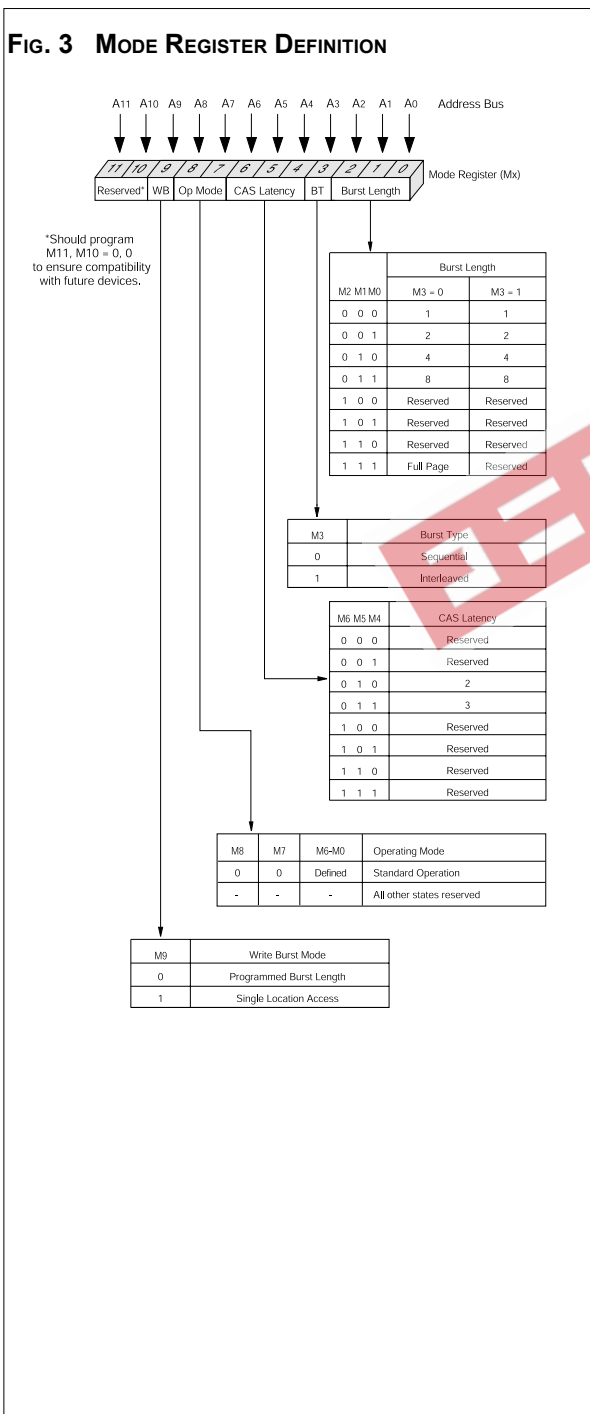 FIG. 3 MODE REGISTER DEFINITION
A11 A10 A9 A8 A7 A6 A5 A4 A3 A2 A1 A0 Address Bus
11 10 9 8 7 6 5 4 3 2 1 0 Mode Register (Mx)
Reserved* WB Op Mode CAS Latency BT Burst Length
*Should program
M11, M10 = 0, 0
to ensure compatibility
with future devices.
Burst Length
M2 M1 M0 M3 = 0 M3 = 1
0 0 0 1 1
0 0 1 2 2
0 1 0 4 4
0 1 1 8 8
1 0 0 Reserved Reserved
1 0 1 Reserved Reserved
1 1 0 Reserved Reserved
1 1 1 Full Page Reserved
M3 Burst Type
0 Sequential
1 Interleaved
M6 M5 M4 CAS Latency
0 0 0 Reserved
0 0 1 Reserved
0 1 0 2
0 1 1 3
1 0 0 Reserved
1 0 1 Reserved
1 1 0 Reserved
1 1 1 Reserved
M8 M7 M6-M0 Operating Mode
0 0 Defined Standard Operation
- - - All other states reserved
M9 Write Burst Mode
0 Programmed Burst Length
1 Single Location Access